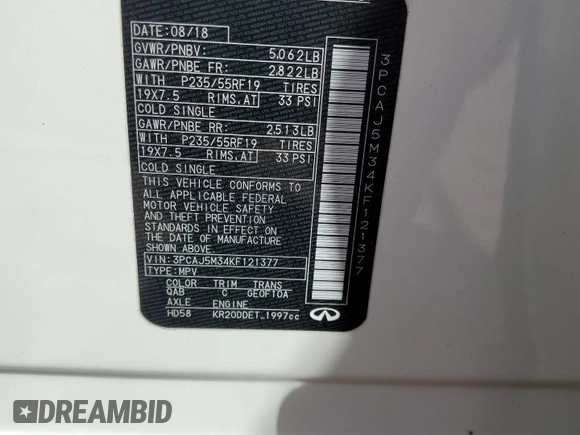 DATE: 08/18
GVWR/PNBV: 5,062LB
GAWR/PNBE FR: 2,822LB
WITH P235/55RF19 TIRES
19X7.5 RIMS,AT 33 PSI
COLD SINGLE
GAWR/PNBE RR: 2,513LB
WITH P235/55RF19 TIRES
19X7.5 RIMS,AT 33 PSI
COLD SINGLE
THIS VEHICLE CONFORMS TO
ALL APPLICABLE FEDERAL
MOTOR VEHICLE SAFETY
AND THEFT PREVENTION
STANDARDS IN EFFECT ON
THE DATE OF MANUFACTURE
SHOWN ABOVE.
VIN: 3PCAJ5M34KF121377
TYPE: MPV
COLOR TRIM TRANS
QAB C GE0F10A
AXLE ENGINE
HD58 KR20DDET 1997cc
3PCAJ5M34KF121377
INFINITI
DREAMBID